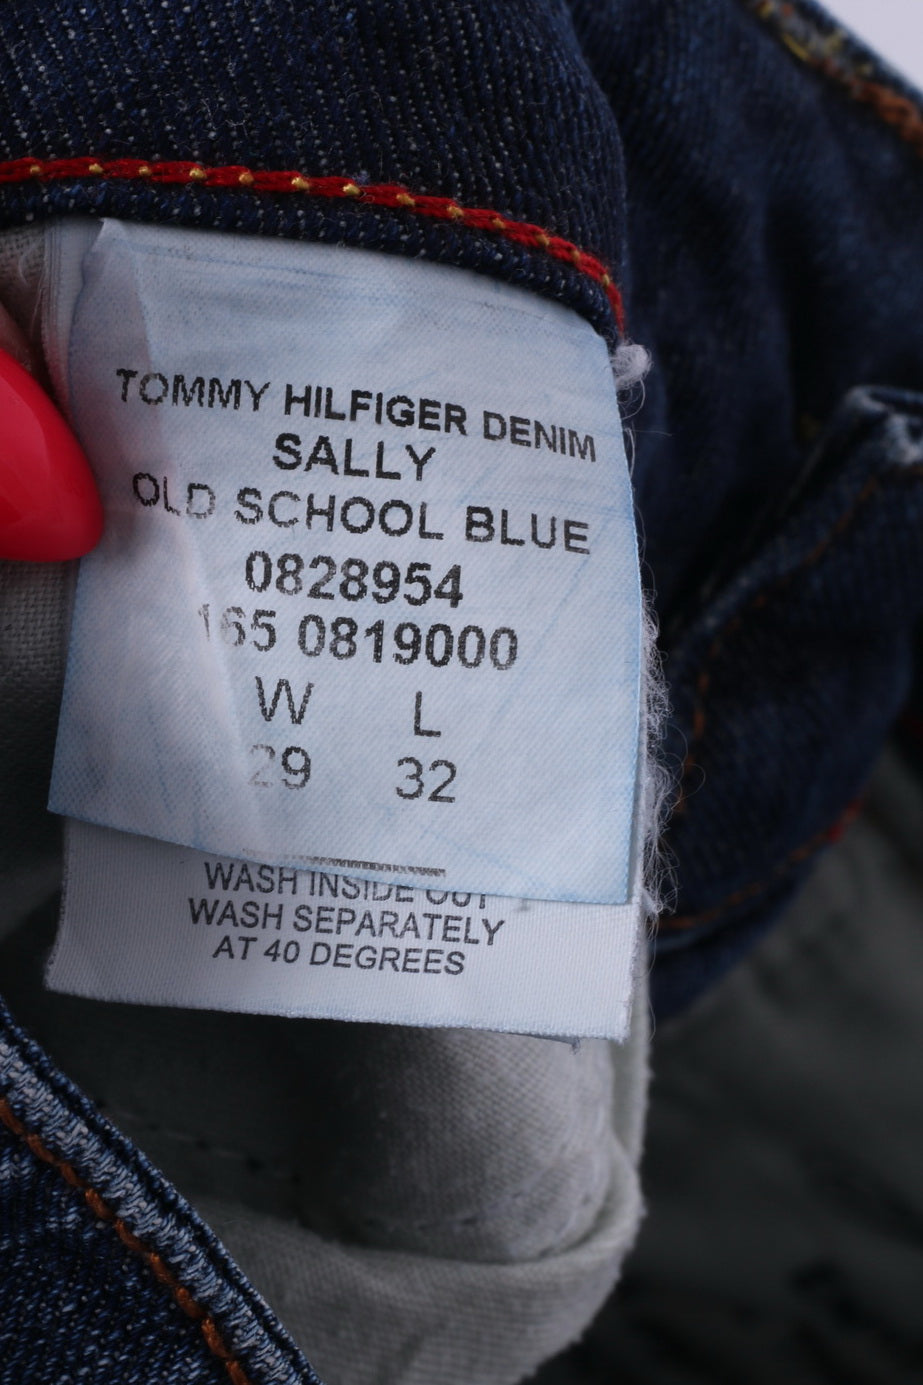 TOMMY HILFIGER DENIM
SALLY
OLD SCHOOL BLUE
0828954
165 0819000
W L
29 32
WASH INSIDE OUT
WASH SEPARATELY
AT 40 DEGREES